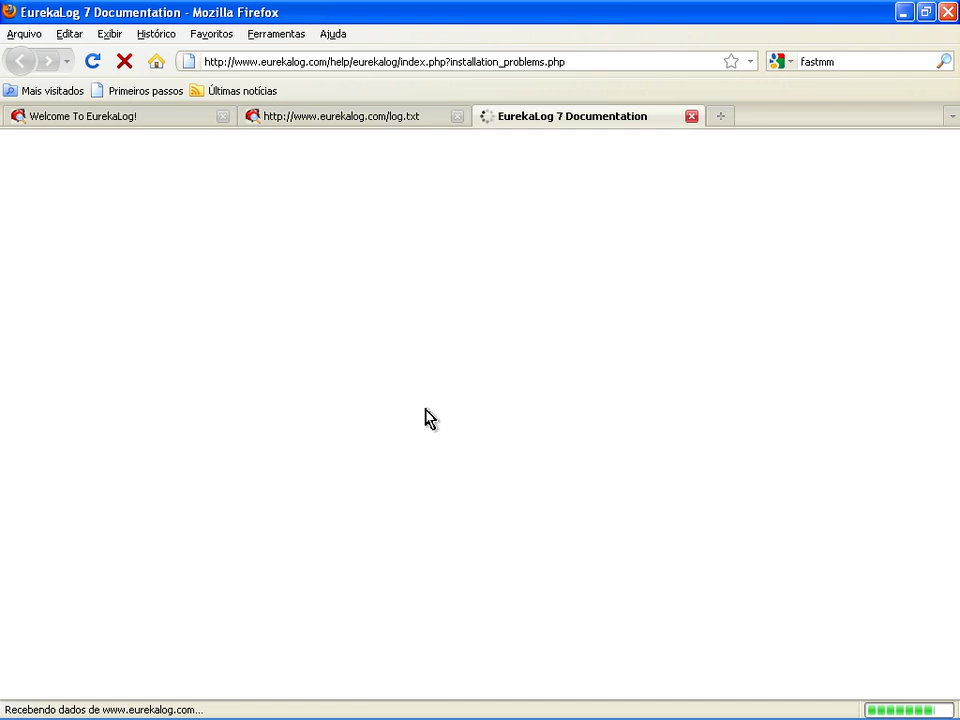 EurekaLog 7 Documentation - Mozilla Firefox
Arquivo Editar Exibir Histórico Favoritos Ferramentas Ajuda
http://www.eurekalog.com/help/eurekalog/index.php?installation_problems.php fastmm
Mais visitados Primeiros passos Últimas notícias
Welcome To EurekaLog! http://www.eurekalog.com/log.txt EurekaLog 7 Documentation
Recebendo dados de www.eurekalog.com...